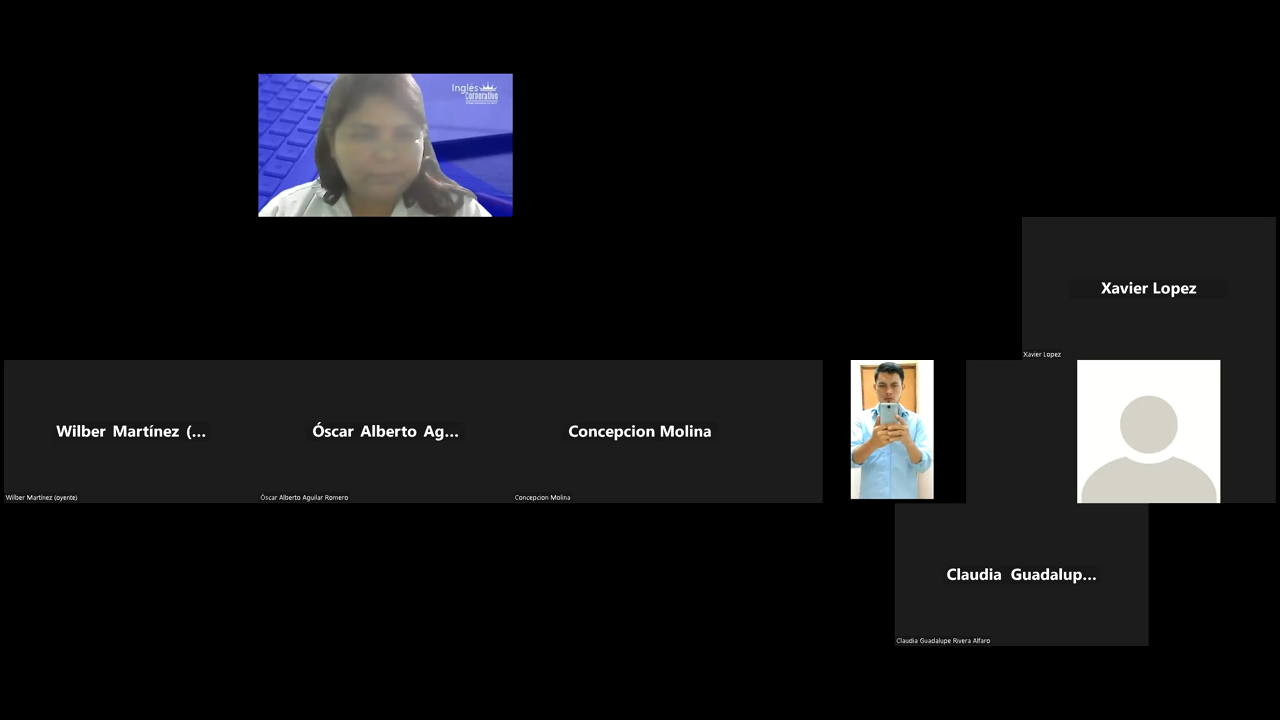 Inglés
Corporativo
Xavier Lopez
Xavier Lopez
Wilber Martínez (...
Óscar Alberto Ag...
Concepcion Molina
Wilber Martínez (oyente)
Óscar Alberto Aguilar Romero
Concepcion Molina
Claudia Guadalup...
Claudia Guadalupe Rivera Alfaro